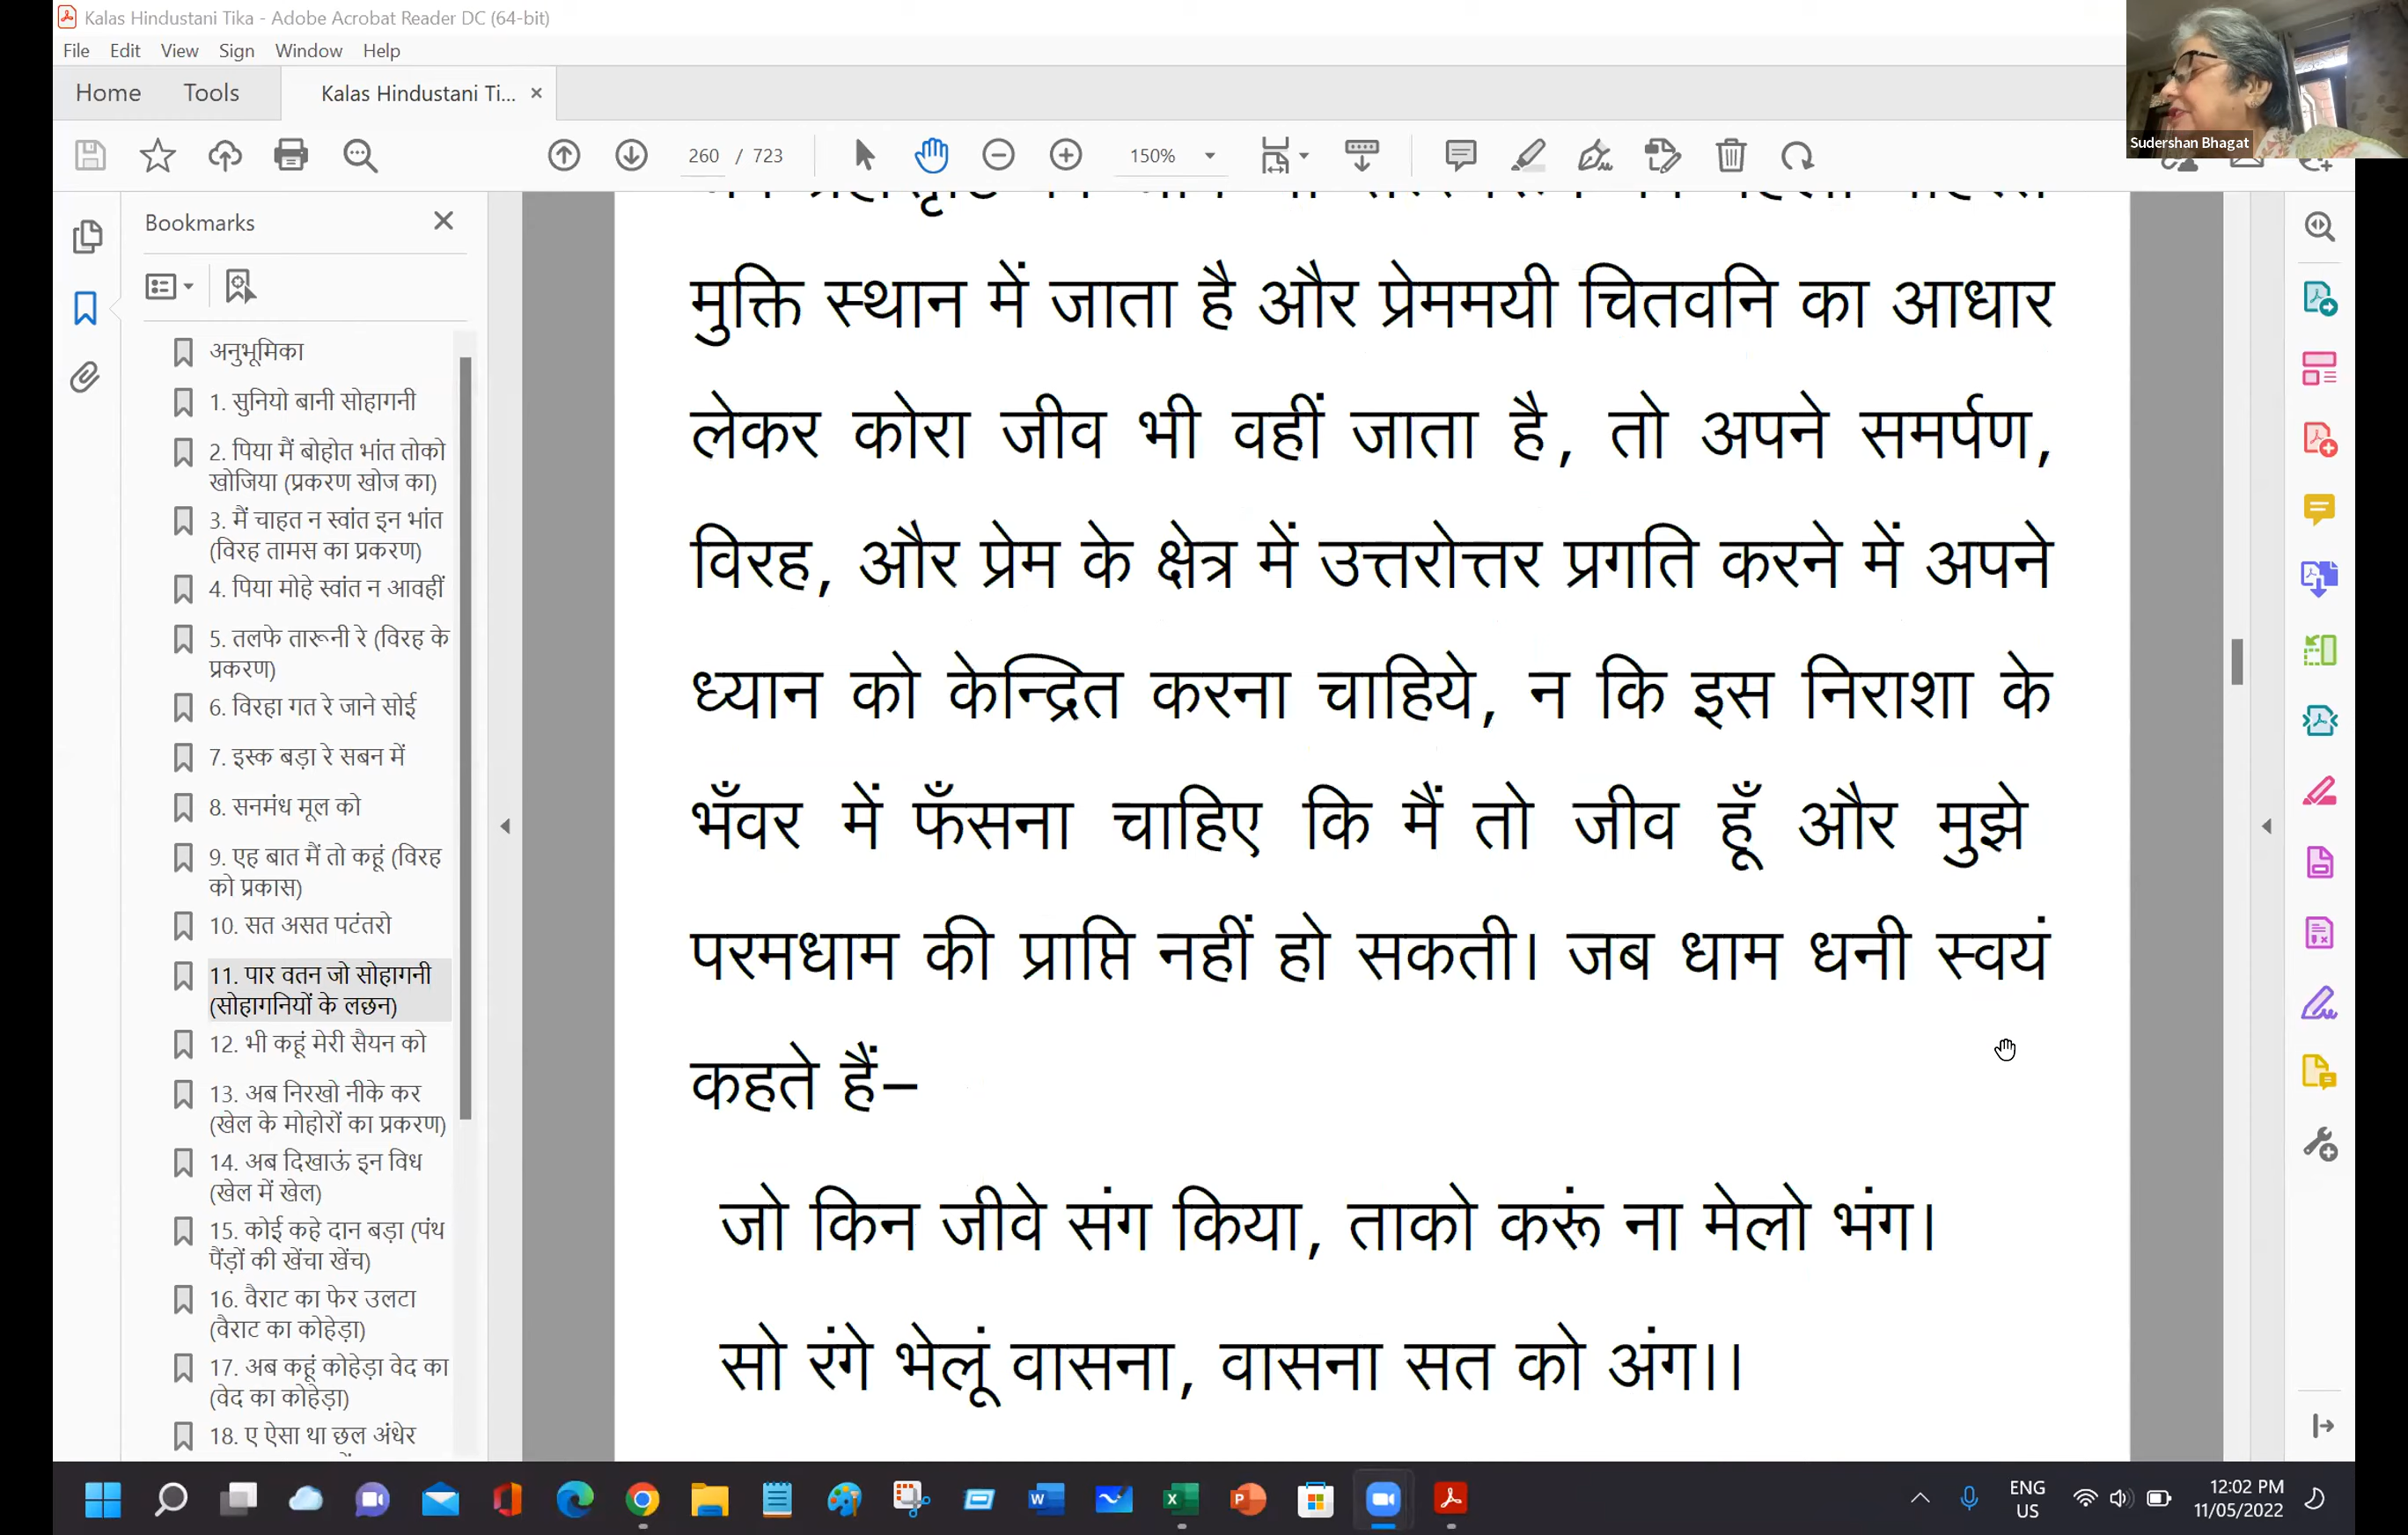 Kalas Hindustani Tika - Adobe Acrobat Reader DC (64-bit)
File Edit View Sign Window Help
Home Tools Kalas Hindustani Ti... ×
260 / 723 150%
Sudershan Bhagat
Bookmarks
अनुभूमिका
1. सुनियो बानी सोहागनी
2. पिया मैं बोहोत भांत तोको
खोजिया (प्रकरण खोज का)
3. मैं चाहत न स्वांत इन भांत
(विरह तामस का प्रकरण)
4. पिया मोहे स्वांत न आवहीं
5. तलफे तारूनी रे (विरह के
प्रकरण)
6. विरहा गत रे जाने सोई
7. इस्क बड़ा रे सबन में
8. सनमंध मूल को
9. एह बात मैं तो कहूं (विरह
को प्रकास)
10. सत असत पटंतरो
11. पार वतन जो सोहागनी
(सोहागनियों के लछन)
12. भी कहूं मेरी सैयन को
13. अब निरखो नीके कर
(खेल के मोहोरों का प्रकरण)
14. अब दिखाऊं इन विध
(खेल में खेल)
15. कोई कहे दान बड़ा (पंथ
पैंड़ों की खेंचा खेंच)
16. वैराट का फेर उलटा
(वैराट का कोहेड़ा)
17. अब कहूं कोहेड़ा वेद का
(वेद का कोहेड़ा)
18. ए ऐसा था छल अंधेर
मुक्ति स्थान में जाता है और प्रेममयी चितवनि का आधार
लेकर कोरा जीव भी वहीं जाता है, तो अपने समर्पण,
विरह, और प्रेम के क्षेत्र में उत्तरोत्तर प्रगति करने में अपने
ध्यान को केन्द्रित करना चाहिये, न कि इस निराशा के
भँवर में फँसना चाहिए कि मैं तो जीव हूँ और मुझे
परमधाम की प्राप्ति नहीं हो सकती। जब धाम धनी स्वयं
कहते हैं–
जो किन जीवे संग किया, ताको करूं ना मेलो भंग।
सो रंगे भेलूं वासना, वासना सत को अंग।।
ENG
US
12:02 PM
11/05/2022